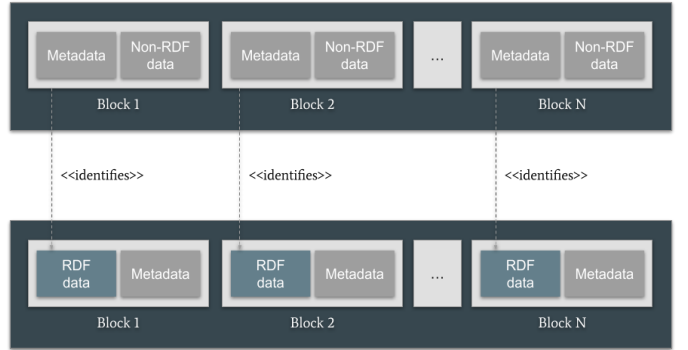 Metadata
Non-RDF
data
Metadata
Non-RDF
data
...
Metadata
Non-RDF
data
Block 1
Block 2
Block N
<<identifies>>
<<identifies>>
<<identifies>>
RDF
data
Metadata
RDF
data
Metadata
...
RDF
data
Metadata
Block 1
Block 2
Block N